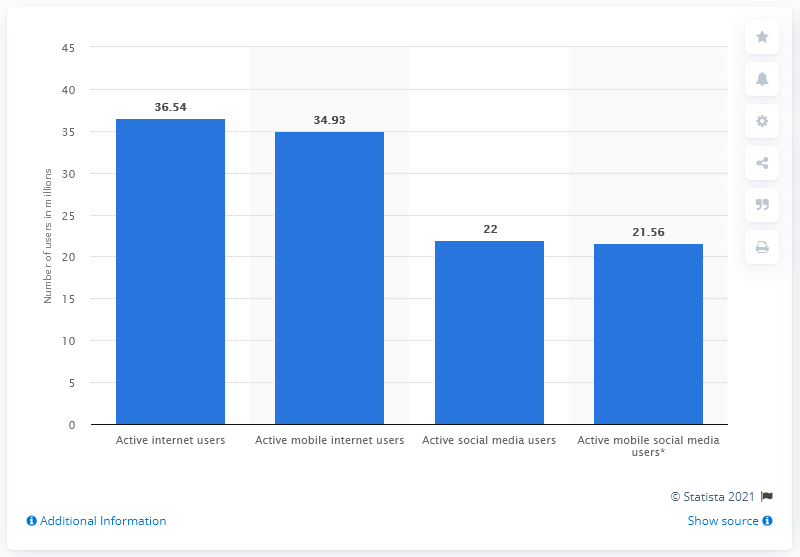 Number of users in millions
45
40
35
30
25
20
15
10
5
0
36.54
34.93
22
21.56
Active internet users
Active mobile internet users
Active social media users
Active mobile social media
users*
© Statista 2021
Additional Information
Show source